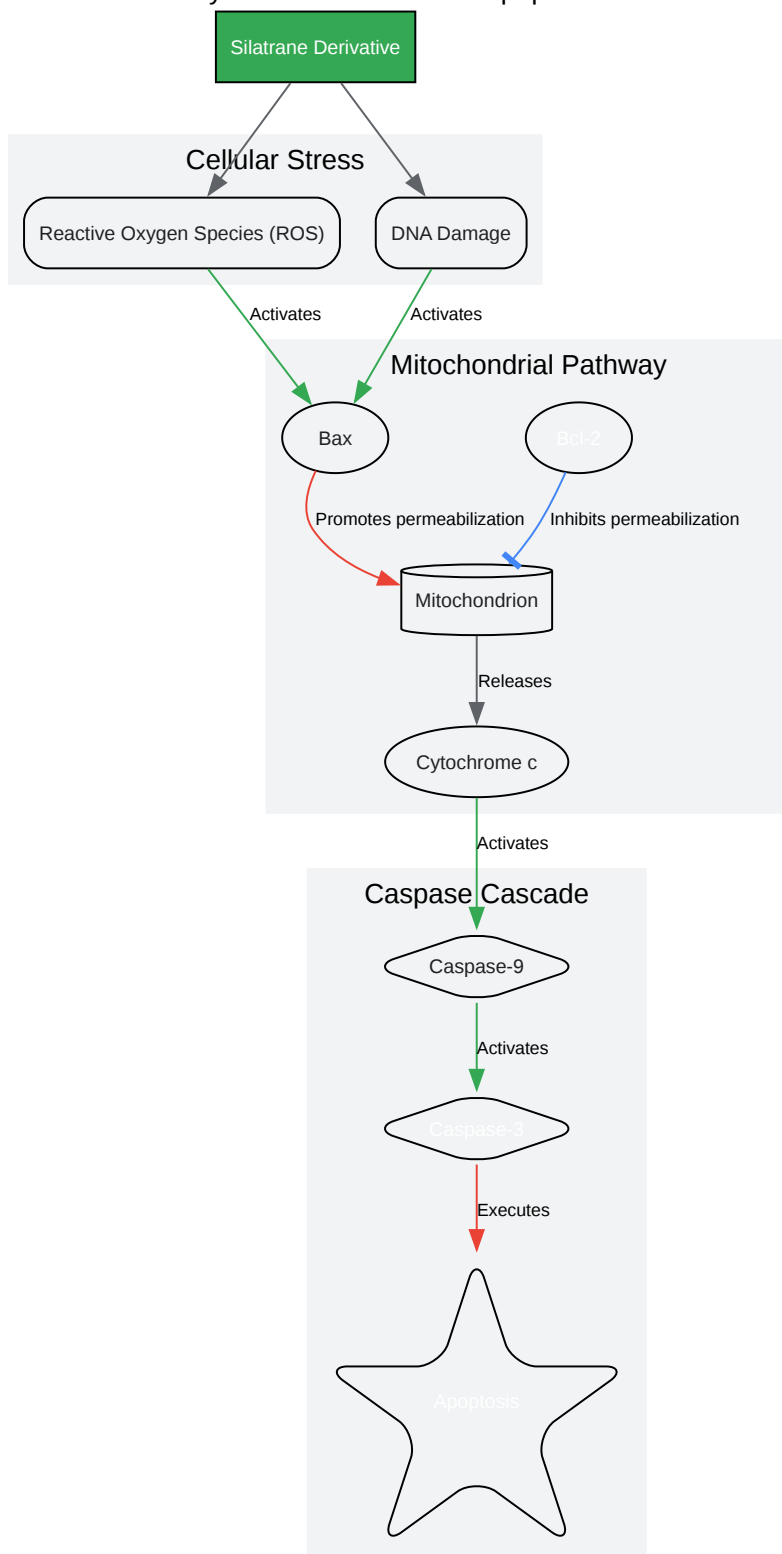 Silatrane Derivative
Cellular Stress
Reactive Oxygen Species (ROS)
DNA Damage
Activates
Activates
Mitochondrial Pathway
Bax
Bcl-2
Promotes permeabilization
Inhibits permeabilization
Mitochondrion
Releases
Cytochrome c
Activates
Caspase Cascade
Caspase-9
Activates
Caspase-3
Executes
Apoptosis